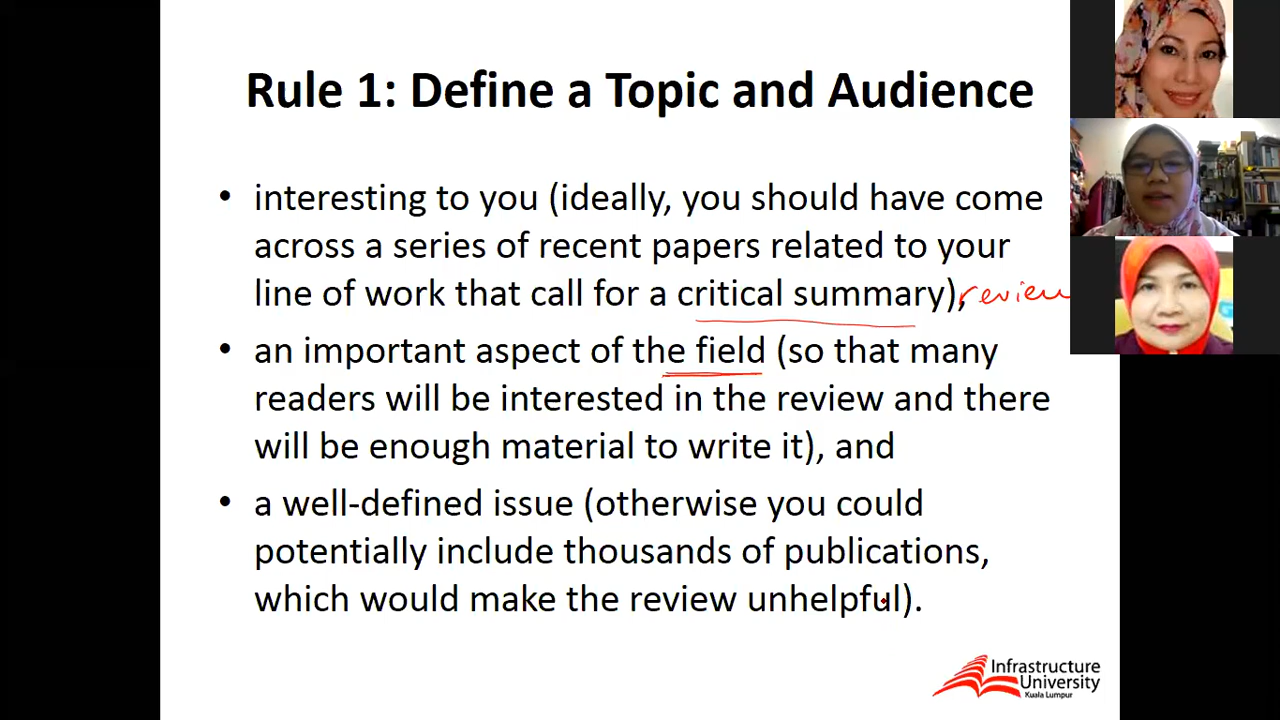 Rule 1: Define a Topic and Audience
• interesting to you (ideally, you should have come
across a series of recent papers related to your
line of work that call for a critical summary), review
• an important aspect of the field (so that many
readers will be interested in the review and there
will be enough material to write it), and
• a well-defined issue (otherwise you could
potentially include thousands of publications,
which would make the review unhelpful).
Infrastructure
University
Kuala Lumpur